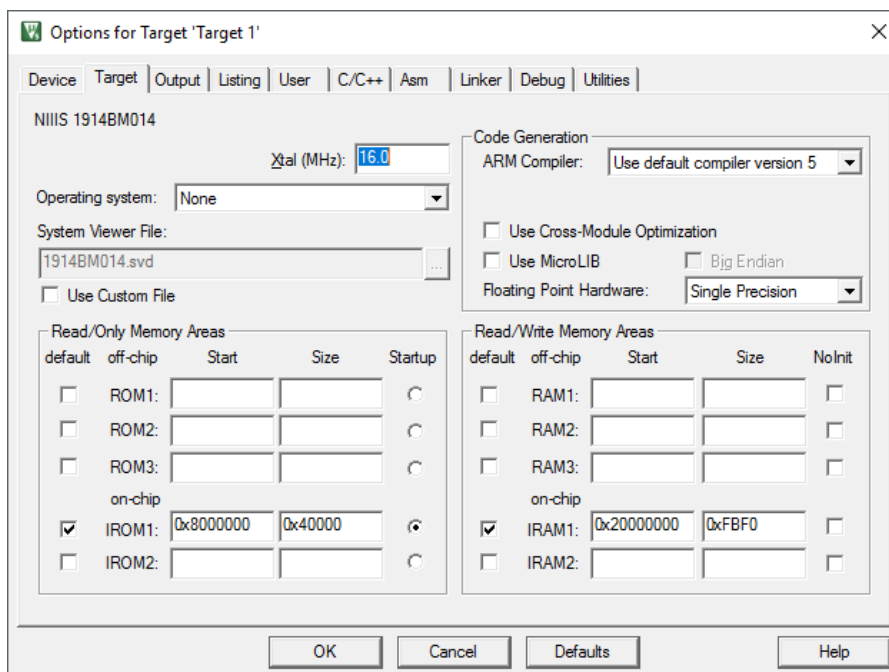 Options for Target 'Target 1'
Device Target Output Listing User C/C++ Asm Linker Debug Utilities
NIIIS 1914BM014
Xtal (MHz): 16.0
Operating system: None
System Viewer File:
1914BM014.svd
...
Use Custom File
Code Generation
ARM Compiler: Use default compiler version 5
Use Cross-Module Optimization
Use MicroLIB Big Endian
Floating Point Hardware: Single Precision
Read/Only Memory Areas
default off-chip Start Size Startup
ROM1:
ROM2:
ROM3:
on-chip
IROM1: 0x8000000 0x40000
IROM2:
Read/Write Memory Areas
default off-chip Start Size NoInit
RAM1:
RAM2:
RAM3:
on-chip
IRAM1: 0x20000000 0xFBF0
IRAM2:
OK Cancel Defaults Help